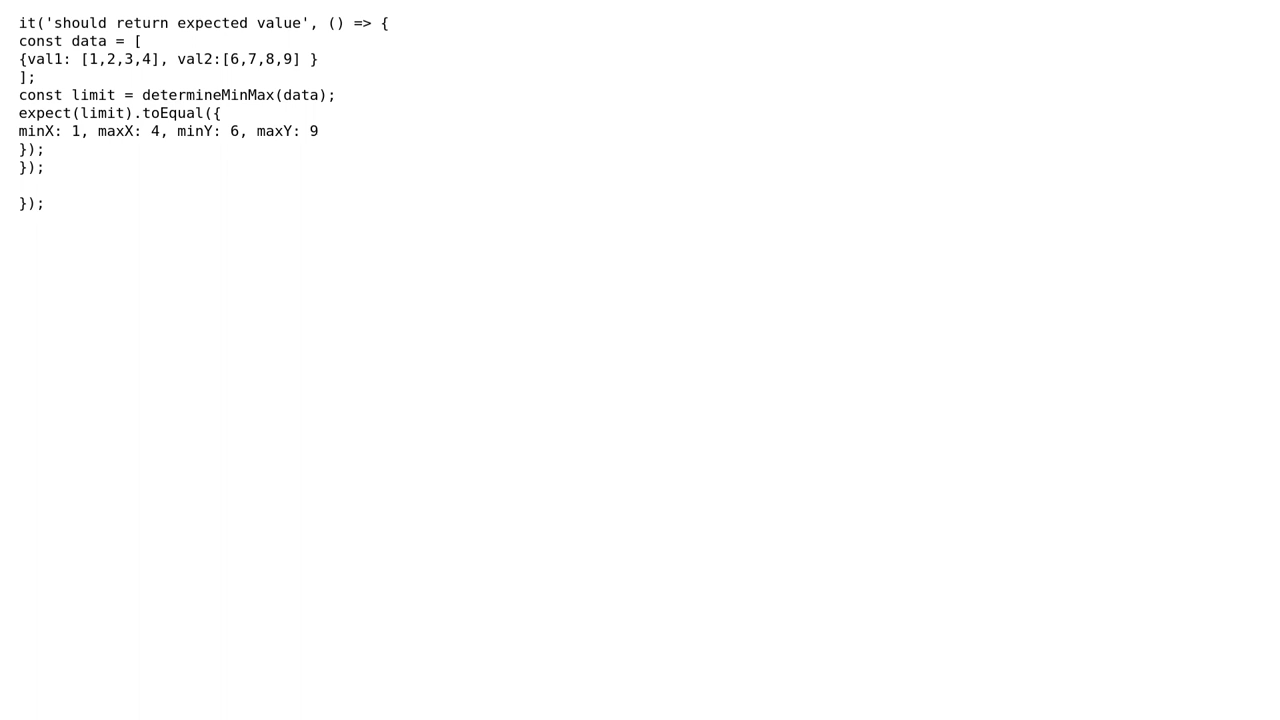 it('should return expected value', () => {
const data = [
{val1: [1,2,3,4], val2:[6,7,8,9] }
];
const limit = determineMinMax(data);
expect(limit).toEqual({
minX: 1, maxX: 4, minY: 6, maxY: 9
});
});

});